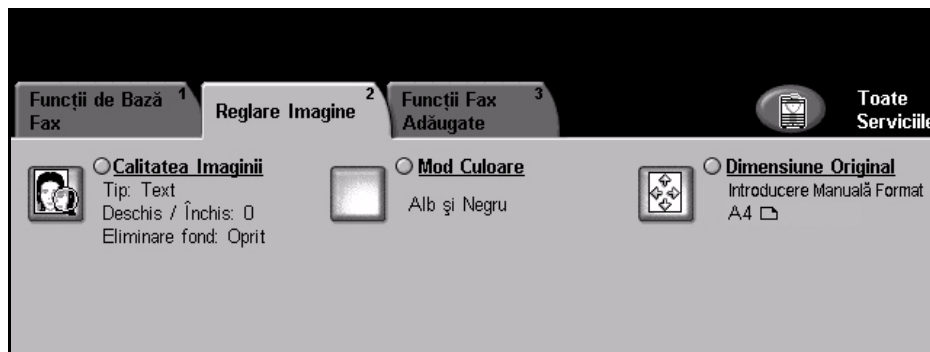 Funcții de Bază 1
Fax
Reglare Imagine 2
Funcții Fax 3
Adăugate
Toate
Serviciile
Calitatea Imaginii
Tip: Text
Deschis / Închis: 0
Eliminare fond: Oprit
Mod Culoare
Alb şi Negru
Dimensiune Original
Introducere Manuală Format
A4